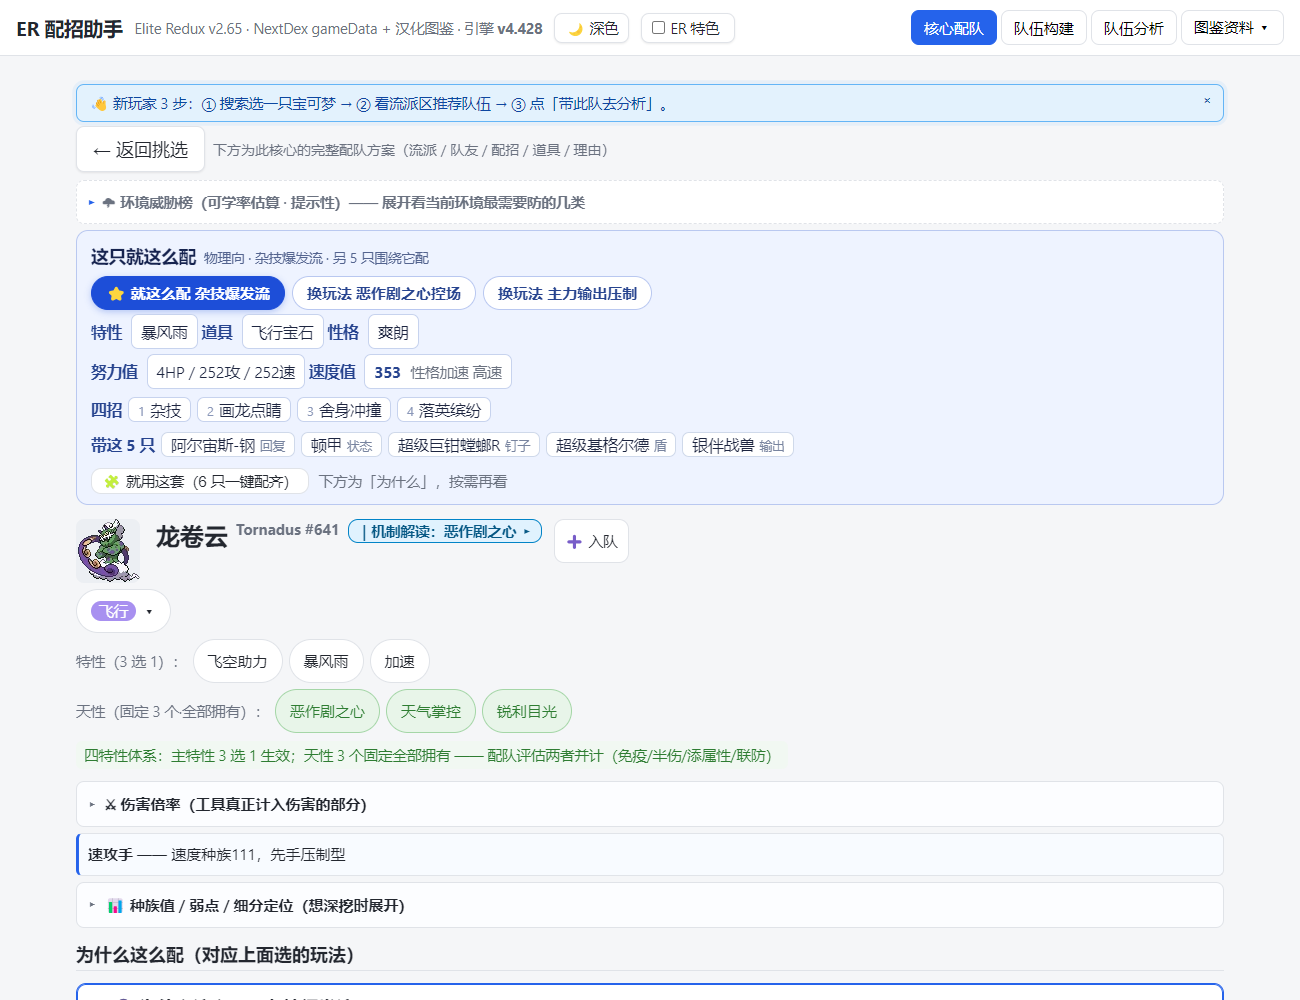 ER 配招助手 Elite Redux v2.65 · NextDex gameData + 汉化图鉴 · 引擎 v4.428 🌙 深色 ER 特色 核心配队 队伍构建 队伍分析 图鉴资料 ▾
👋 新玩家 3 步：① 搜索选一只宝可梦 → ② 看流派区推荐队伍 → ③ 点「带此队去分析」。 ×
← 返回挑选 下方为此核心的完整配队方案（流派 / 队友 / 配招 / 道具 / 理由）
▸ 🌩 环境威胁榜（可学率估算 · 提示性）—— 展开看当前环境最需要防的几类
这只就这么配 物理向 · 杂技爆发流 · 另 5 只围绕它配
⭐ 就这么配 杂技爆发流 换玩法 恶作剧之心控场 换玩法 主力输出压制
特性 暴风雨 道具 飞行宝石 性格 爽朗
努力值 4HP / 252攻 / 252速 速度值 353 性格加速 高速
四招 1 杂技 2 画龙点睛 3 舍身冲撞 4 落英缤纷
带这 5 只 阿尔宙斯-钢 回复 顿甲 状态 超级巨钳螳螂R 钉子 超级基格尔德 盾 银伴战兽 输出
🧩 就用这套（6 只一键配齐） 下方为「为什么」，按需再看
龙卷云 Tornadus #641 | 机制解读：恶作剧之心 ▸ ➕ 入队
飞行 ▾
特性（3 选 1）： 飞空助力 暴风雨 加速
天性（固定 3 个·全部拥有）： 恶作剧之心 天气掌控 锐利目光
四特性体系：主特性 3 选 1 生效；天性 3 个固定全部拥有 —— 配队评估两者并计（免疫/半伤/添属性/联防）
▸ ⚔ 伤害倍率（工具真正计入伤害的部分）
速攻手 —— 速度种族111，先手压制型
▸ 📊 种族值 / 弱点 / 细分定位（想深挖时展开）
为什么这么配（对应上面选的玩法）